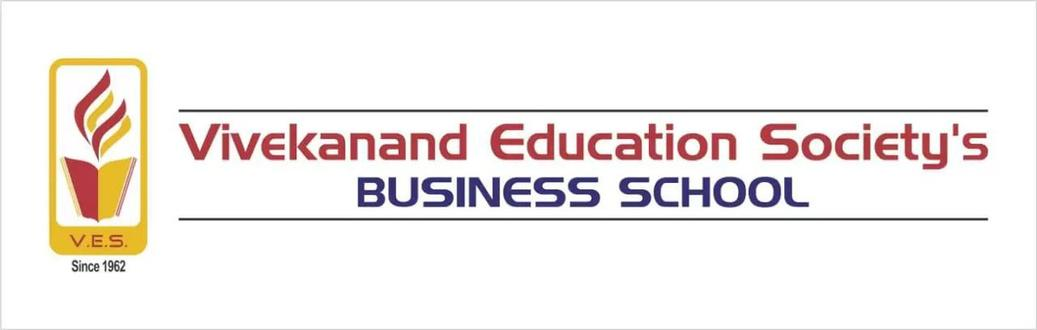 Vivekanand Education Society's
BUSINESS SCHOOL
V.E.S.
Since 1962